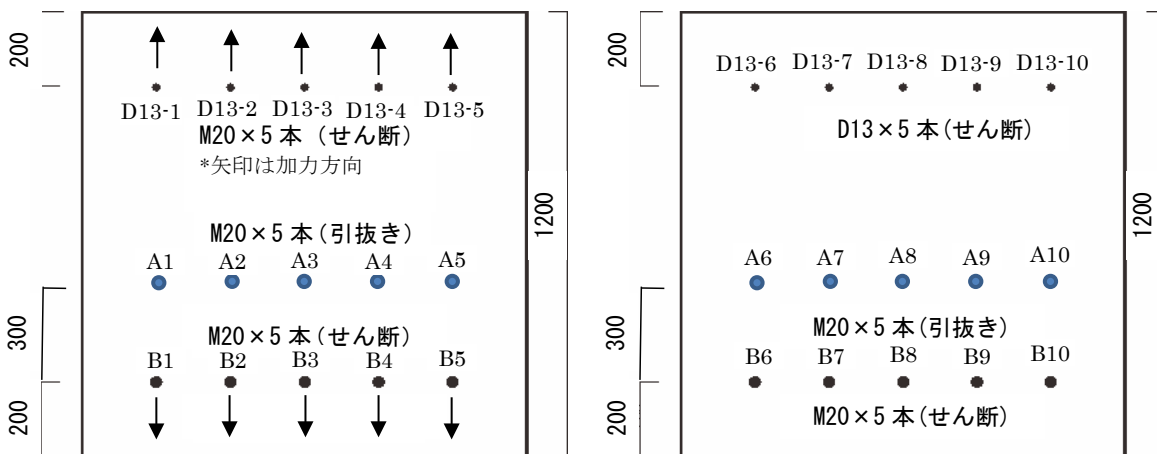 200
D13-1 D13-2 D13-3 D13-4 D13-5
M20×5本 (せん断)
*矢印は加力方向
M20×5本(引抜き)
A1 A2 A3 A4 A5
1200
300
M20×5本(せん断)
B1 B2 B3 B4 B5
200
200
D13-6 D13-7 D13-8 D13-9 D13-10
D13×5本(せん断)
1200
A6 A7 A8 A9 A10
300
M20×5本(引抜き)
B6 B7 B8 B9 B10
200
M20×5本(せん断)